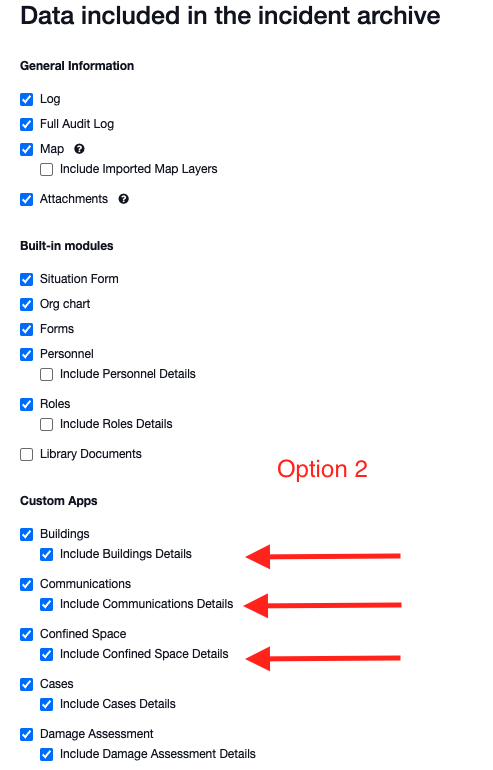 Data included in the incident archive
General Information
Log
Full Audit Log
Map ?
Include Imported Map Layers
Attachments ?
Built-in modules
Situation Form
Org chart
Forms
Personnel
Include Personnel Details
Roles
Include Roles Details
Library Documents
Option 2
Custom Apps
Buildings
Include Buildings Details
Communications
Include Communications Details
Confined Space
Include Confined Space Details
Cases
Include Cases Details
Damage Assessment
Include Damage Assessment Details